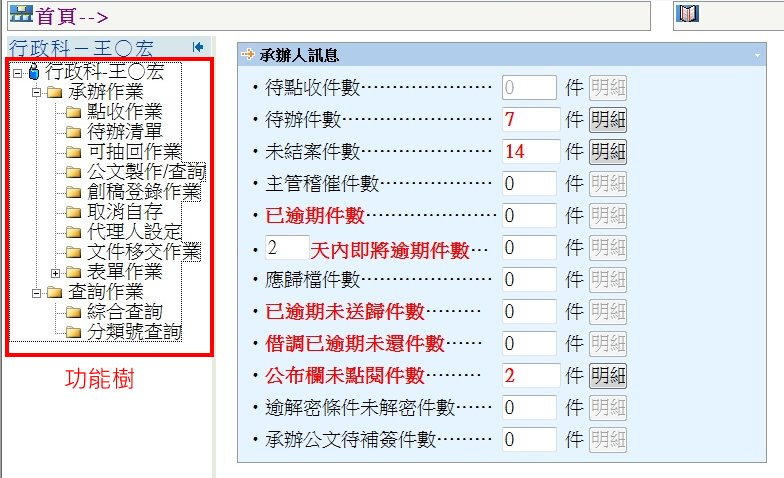 首頁-->
行政科－王○宏
行政科-王○宏
承辦作業
點收作業
待辦清單
可抽回作業
公文製作/查詢
創稿登錄作業
取消自存
代理人設定
文件移交作業
表單作業
查詢作業
綜合查詢
分類號查詢
功能樹
承辦人訊息
・待點收件數………………… 0 件 明細
・待辦件數…………………… 7 件 明細
・未結案件數………………… 14 件 明細
・主管稽催件數……………… 0 件 明細
・已逾期件數………………… 0 件 明細
・2 天內即將逾期件數… 0 件 明細
・應歸檔件數………………… 0 件 明細
・已逾期未送歸件數……… 0 件 明細
・借調已逾期未還件數…… 0 件 明細
・公布欄未點閱件數……… 2 件 明細
・逾解密條件未解密件數…… 0 件 明細
・承辦公文待補簽件數……… 0 件 明細